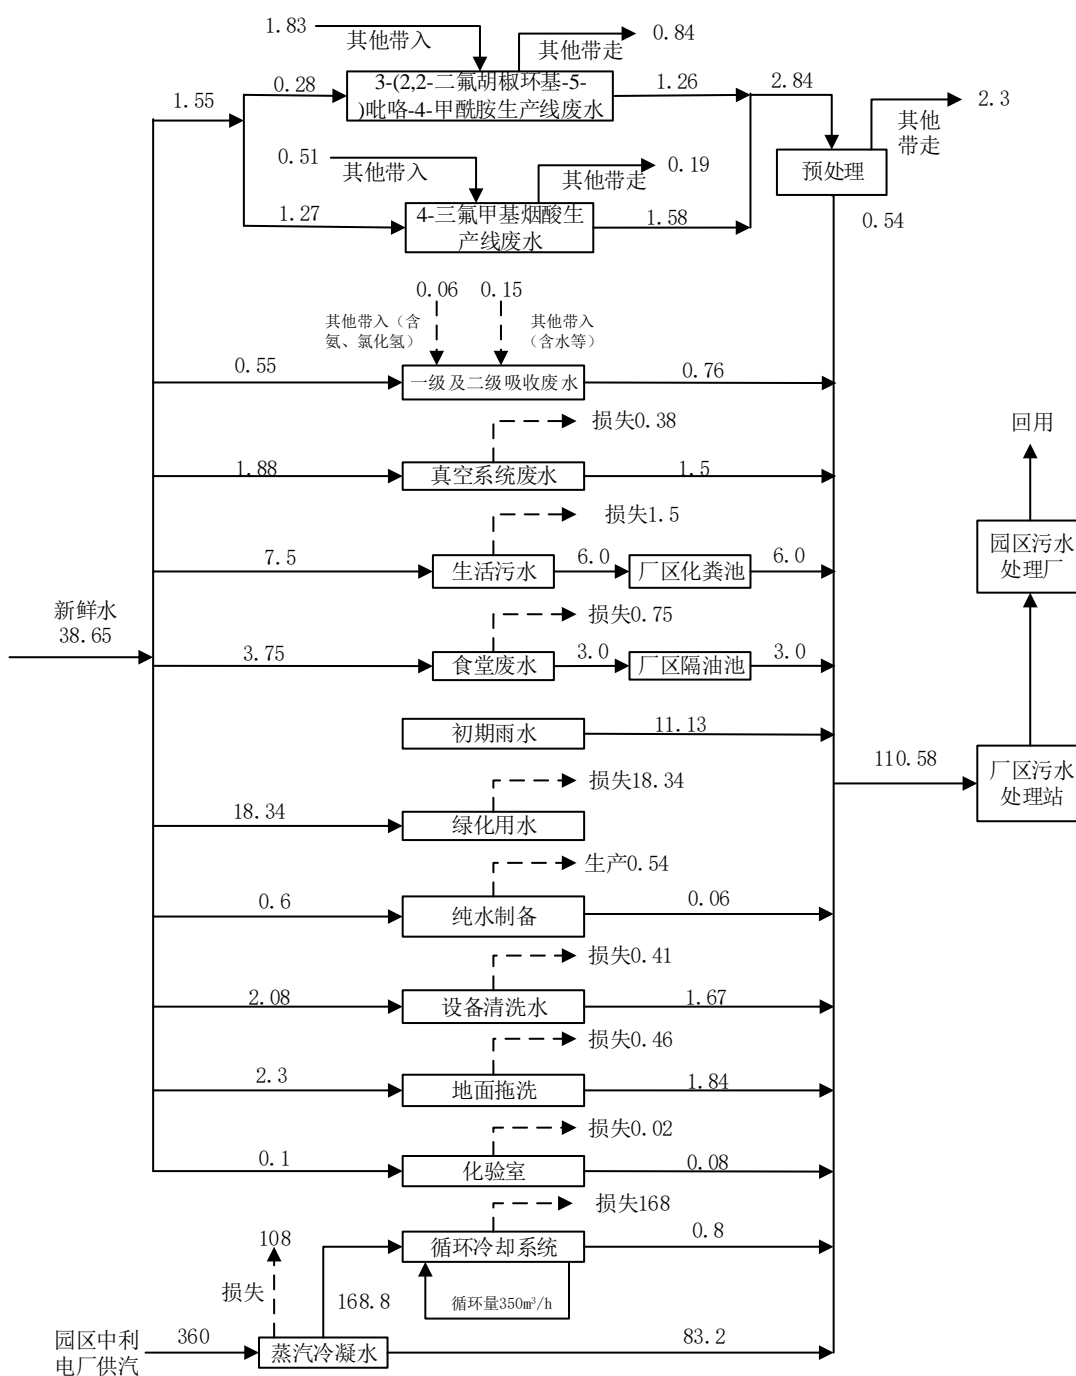 1.83
其他带入
0.84
其他带走
1.55
0.28
3-(2,2-二氟胡椒环基-5-
)吡咯-4-甲酰胺生产线废水
1.26
2.84
2.3
其他
带走
预处理
0.51
其他带入
0.19
其他带走
1.27
4-三氟甲基烟酸生
产线废水
1.58
0.54
0.06
0.15
其他带入（含
氨、氯化氢）
其他带入
（含水等）
0.55
一级及二级吸收废水
0.76
损失0.38
1.88
真空系统废水
1.5
回用
损失1.5
7.5
生活污水
6.0
厂区化粪池
6.0
园区污水
处理厂
新鲜水
38.65
损失0.75
3.75
食堂废水
3.0
厂区隔油池
3.0
初期雨水
11.13
110.58
厂区污水
处理站
损失18.34
18.34
绿化用水
生产0.54
0.6
纯水制备
0.06
损失0.41
2.08
设备清洗水
1.67
损失0.46
2.3
地面拖洗
1.84
损失0.02
0.1
化验室
0.08
损失168
108
循环冷却系统
0.8
损失
168.8
循环量350m³/h
园区中利
电厂供汽
360
蒸汽冷凝水
83.2